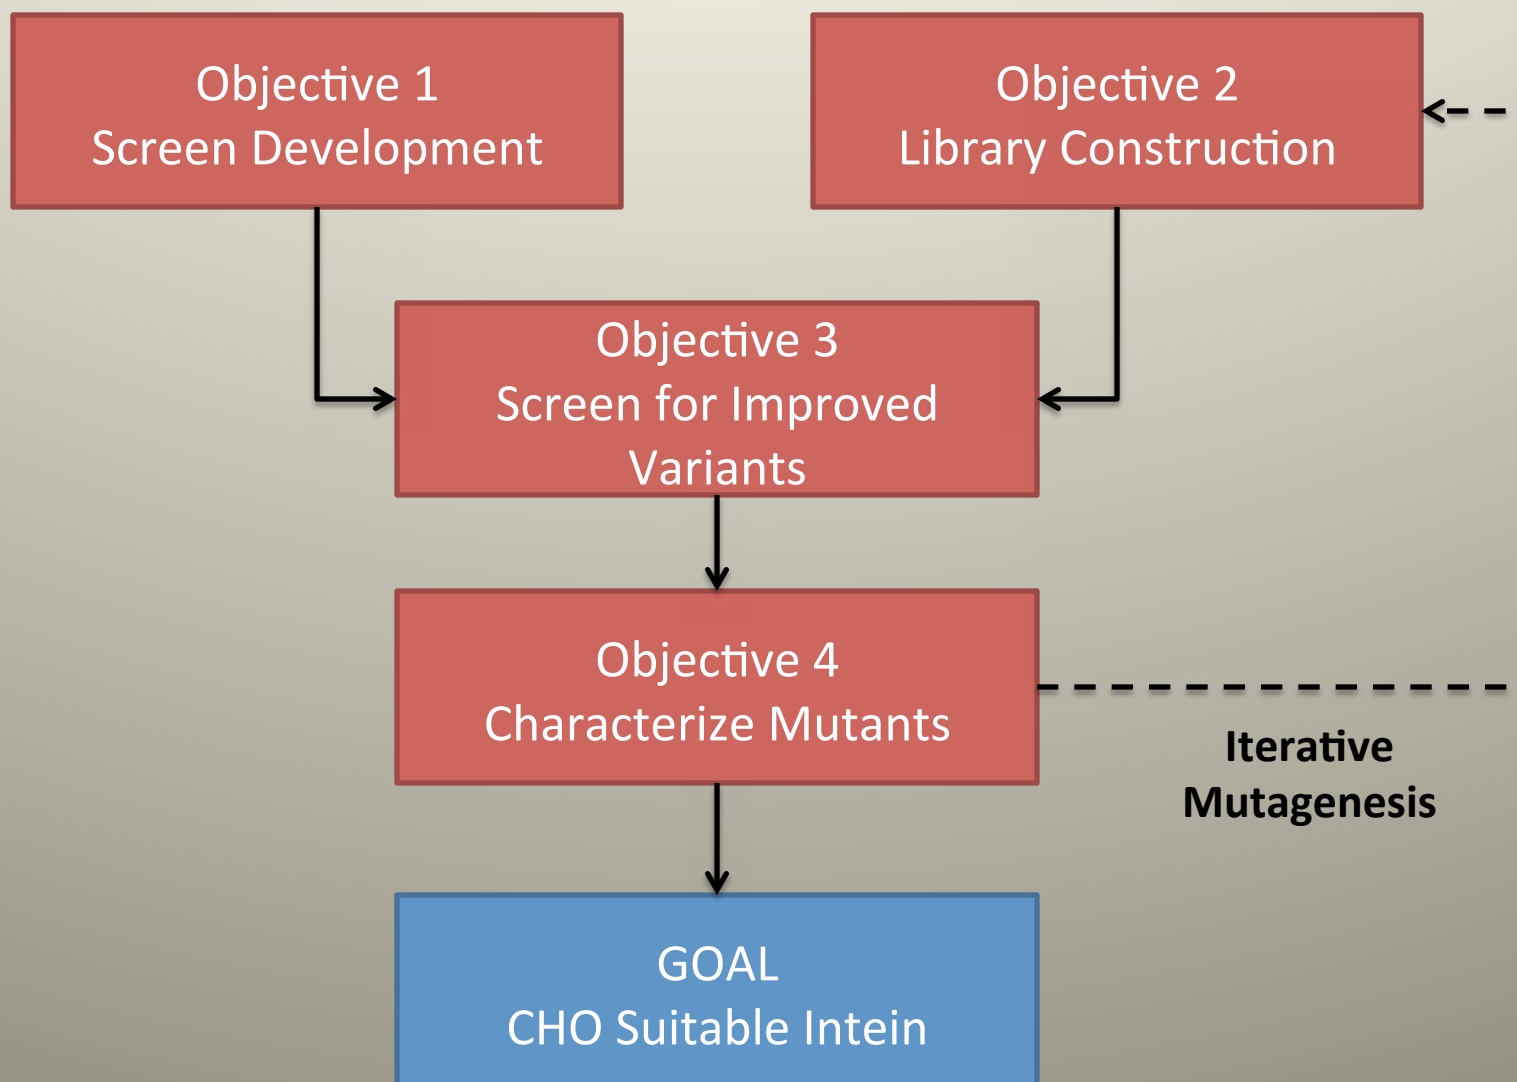 Objective 1
Screen Development
Objective 2
Library Construction
Objective 3
Screen for Improved
Variants
Objective 4
Characterize Mutants
Iterative
Mutagenesis
GOAL
CHO Suitable Intein